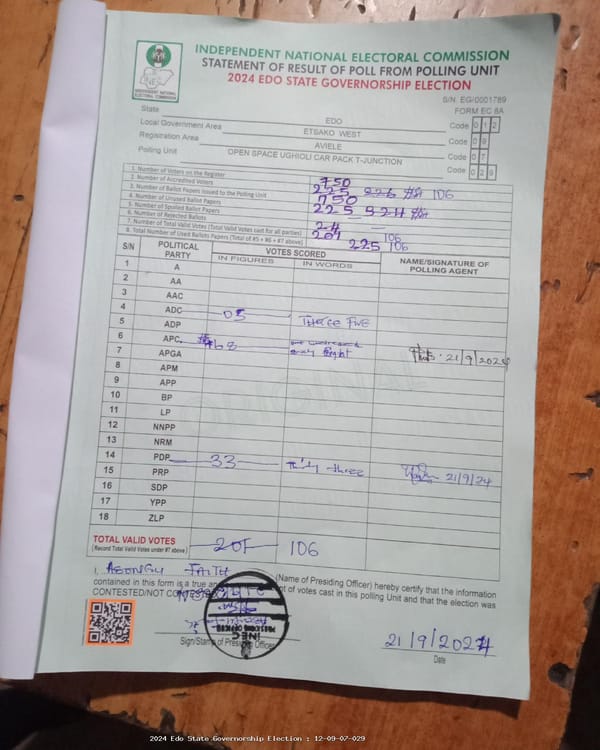 INDEPENDENT NATIONAL ELECTORAL COMMISSION
STATEMENT OF RESULT OF POLL FROM POLLING UNIT
2024 EDO STATE GOVERNORSHIP ELECTION
INEC
INDEPENDENT NATIONAL
ELECTORAL COMMISSION
S/N. EG/0001789
FORM EC 8A
State EDO Code 0 1 2
Local Government Area ETSAKO WEST Code 0 9
Registration Area AVIELE Code 0 7
Polling Unit OPEN SPACE UGHIOLI CAR PACK T-JUNCTION Code 0 2 9
1. Number of Voters on the Register 750
2. Number of Accredited Voters 225 226 106
3. Number of Ballot Papers Issued to the Polling Unit 750
4. Number of Unused Ballot Papers 225 524
5. Number of Spoiled Ballot Papers
6. Number of Rejected Ballots
7. Number of Total Valid Votes (Total Valid Votes cast for all parties) 106
8. Total Number of Used Ballots Papers (Total of #5 + #6 + #7 above) 225 106
S/N POLITICAL PARTY VOTES SCORED NAME/SIGNATURE OF POLLING AGENT
IN FIGURES IN WORDS
1 A
2 AA
3 AAC
4 ADC 05
5 ADP Five
6 APC 68
7 APGA eight 21/9/2024
8 APM
9 APP
10 BP
11 LP
12 NNPP
13 NRM
14 PDP 33 three
15 PRP 21/9/24
16 SDP
17 YPP
18 ZLP
TOTAL VALID VOTES 106
(Record Total Valid Votes under #7 above)
I, FAITH (Name of Presiding Officer) hereby certify that the information
contained in this form is a true and of votes cast in this polling Unit and that the election was
CONTESTED/NOT CONTESTED
INEC
Sign/Stamp of Presiding Officer
21/9/2024
Date
2024 Edo State Governorship Election : 12-09-07-029